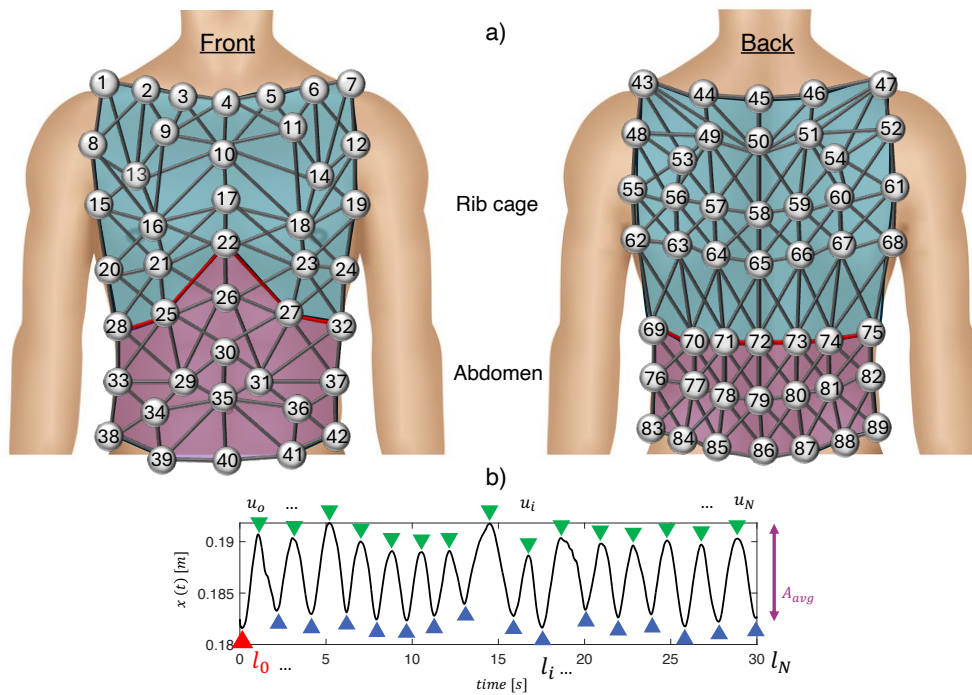 a)
Front
Back
1 2 3 4 5 6 7
8 9 10 11 12
13 14
15 16 17 18 19
20 21 22 23 24
25 26 27
28 32
30
33 29 31 37
34 35 36
38 42
39 40 41
Rib cage
Abdomen
43 44 45 46 47
48 49 50 51 52
53 54
55 56 57 58 59 60 61
62 63 64 65 66 67 68
69 70 71 72 73 74 75
76 77 78 79 80 81 82
83 84 85 86 87 88 89
b)
u_o ... u_i ... u_N
x (t) [m]
0.19
0.185
0.18
A_avg
0 5 10 15 20 25 30
l_0 ... l_i ... l_N
time [s]